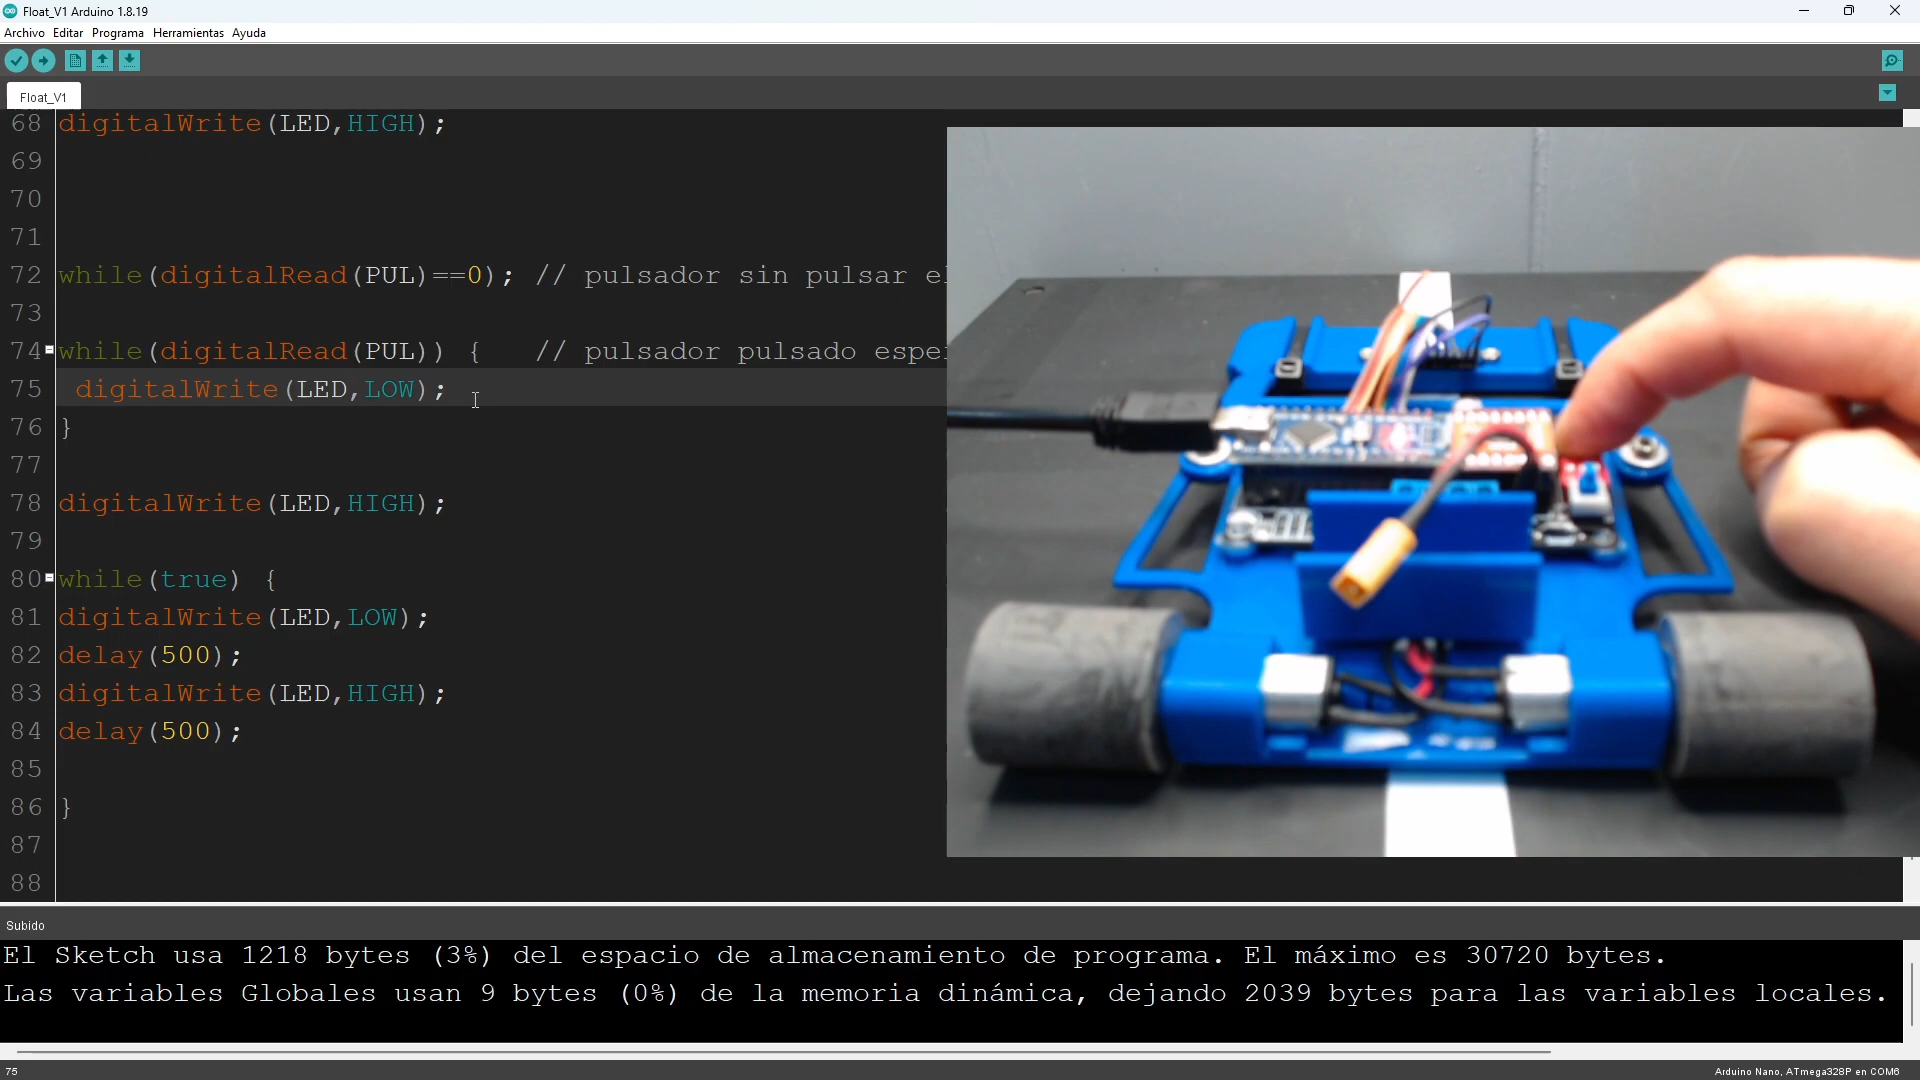 Float_V1 Arduino 1.8.19
Archivo Editar Programa Herramientas Ayuda
Float_V1
68 digitalWrite(LED,HIGH);
69
70
71
72 while(digitalRead(PUL)==0); // pulsador sin pulsar
73
74 while(digitalRead(PUL)) { // pulsador pulsado
75 digitalWrite(LED,LOW);
76 }
77
78 digitalWrite(LED,HIGH);
79
80 while(true) {
81 digitalWrite(LED,LOW);
82 delay(500);
83 digitalWrite(LED,HIGH);
84 delay(500);
85
86 }
87
88
Subido
El Sketch usa 1218 bytes (3%) del espacio de almacenamiento de programa. El máximo es 30720 bytes.
Las variables Globales usan 9 bytes (0%) de la memoria dinámica, dejando 2039 bytes para las variables locales.
75
Arduino Nano, ATmega328P en COM6